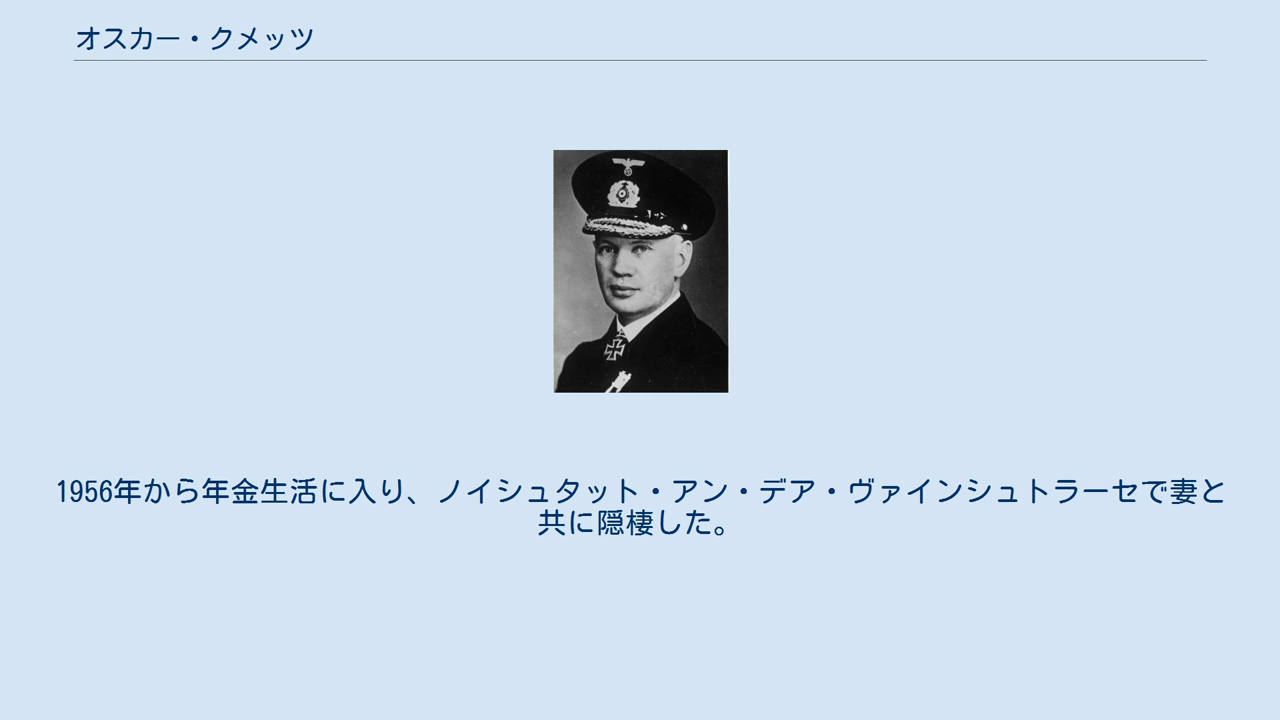 オスカー・クメッツ
1956年から年金生活に入り、ノイシュタット・アン・デア・ヴァインシュトラーセで妻と
共に隠棲した。